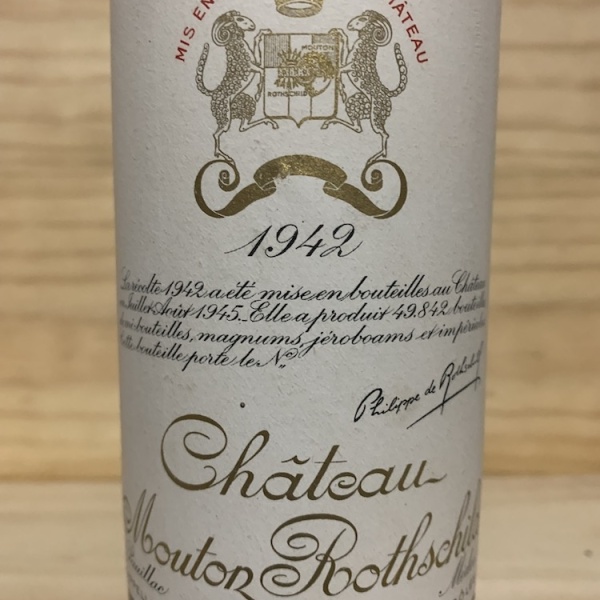 MIS EN CHÂTEAU
MOUTON
ROTHSCHILD
1942
La récolte 1942 a été mise en bouteilles au Château
en Juillet Août 1945. Elle a produit 49.842 bouteilles
demi bouteilles, magnums, jéroboams et impériales
Cette bouteille porte le N°
Philippe de Rothschild
Château
Mouton Rothschild
Pauillac